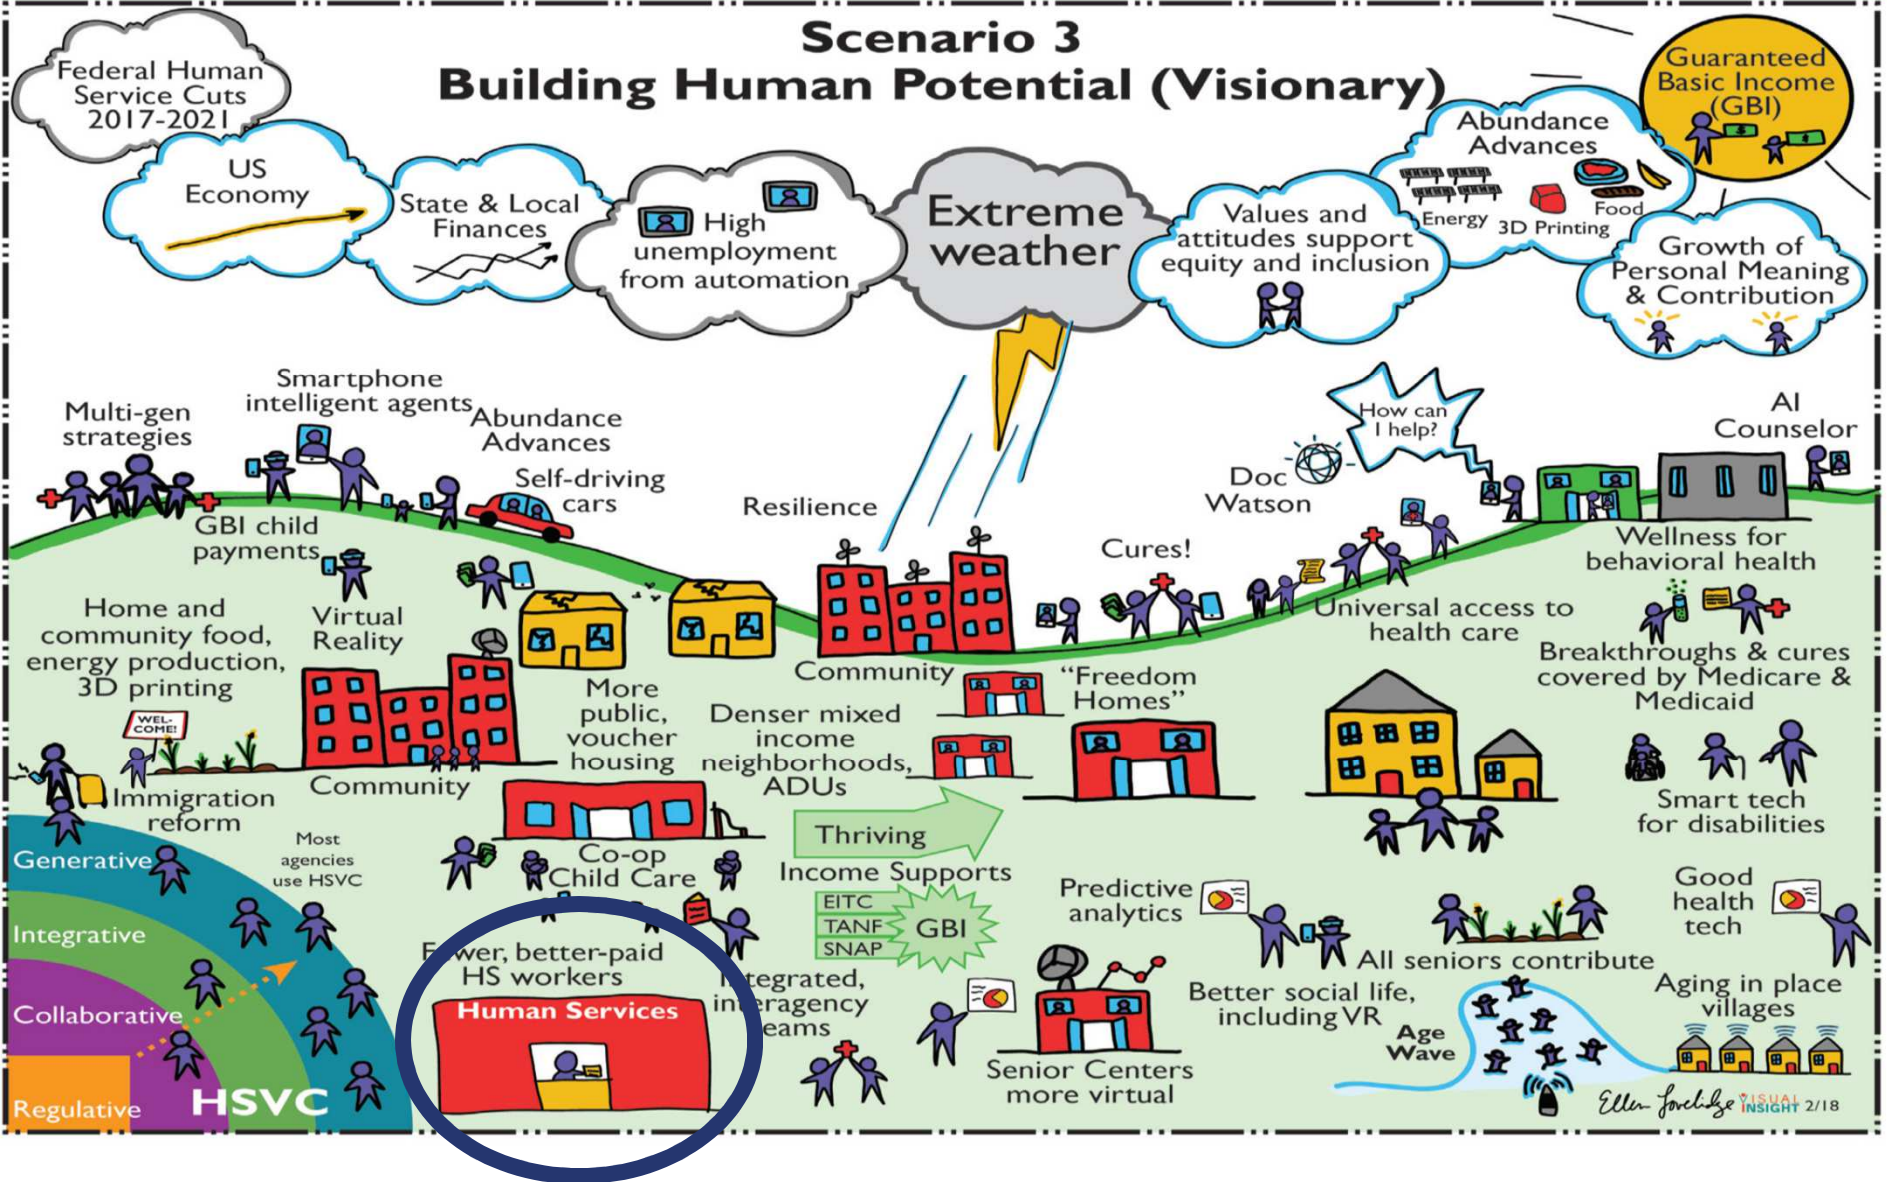 Scenario 3
Building Human Potential (Visionary)
Federal Human
Service Cuts
2017-2021
US
Economy
State & Local
Finances
High
unemployment
from automation
Extreme
weather
Values and
attitudes support
equity and inclusion
Abundance
Advances
Energy
3D Printing
Food
Guaranteed
Basic Income
(GBI)
Growth of
Personal Meaning
& Contribution
Multi-gen
strategies
Smartphone
intelligent agents
Abundance
Advances
Self-driving
cars
GBI child
payments
Resilience
Cures!
Doc
Watson
How can
I help?
AI
Counselor
Wellness for
behavioral health
Universal access to
health care
Breakthroughs & cures
covered by Medicare &
Medicaid
Home and
community food,
energy production,
3D printing
Virtual
Reality
WEL-
COME!
Immigration
reform
Community
More
public,
voucher
housing
Denser mixed
income
neighborhoods,
ADUs
Community
"Freedom
Homes"
Smart tech
for disabilities
Most
agencies
use HSVC
Co-op
Child Care
Thriving
Income Supports
EITC
TANF
SNAP
GBI
Predictive
analytics
Good
health
tech
All seniors contribute
Generative
Integrative
Collaborative
Regulative
HSVC
Fewer, better-paid
HS workers
Human Services
Integrated,
interagency
teams
Senior Centers
more virtual
Better social life,
including VR
Age
Wave
Aging in place
villages
Ellen Lovelidge VISUAL
INSIGHT 2/18